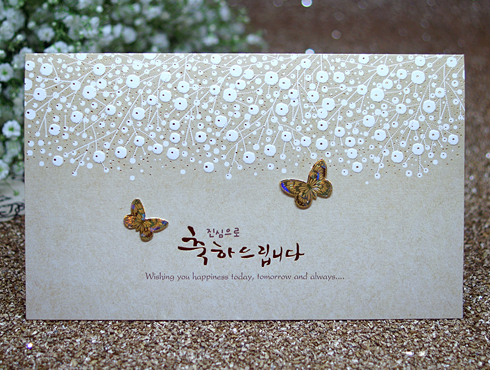 진심으로
축하드립니다
Wishing you happiness today, tomorrow and always....